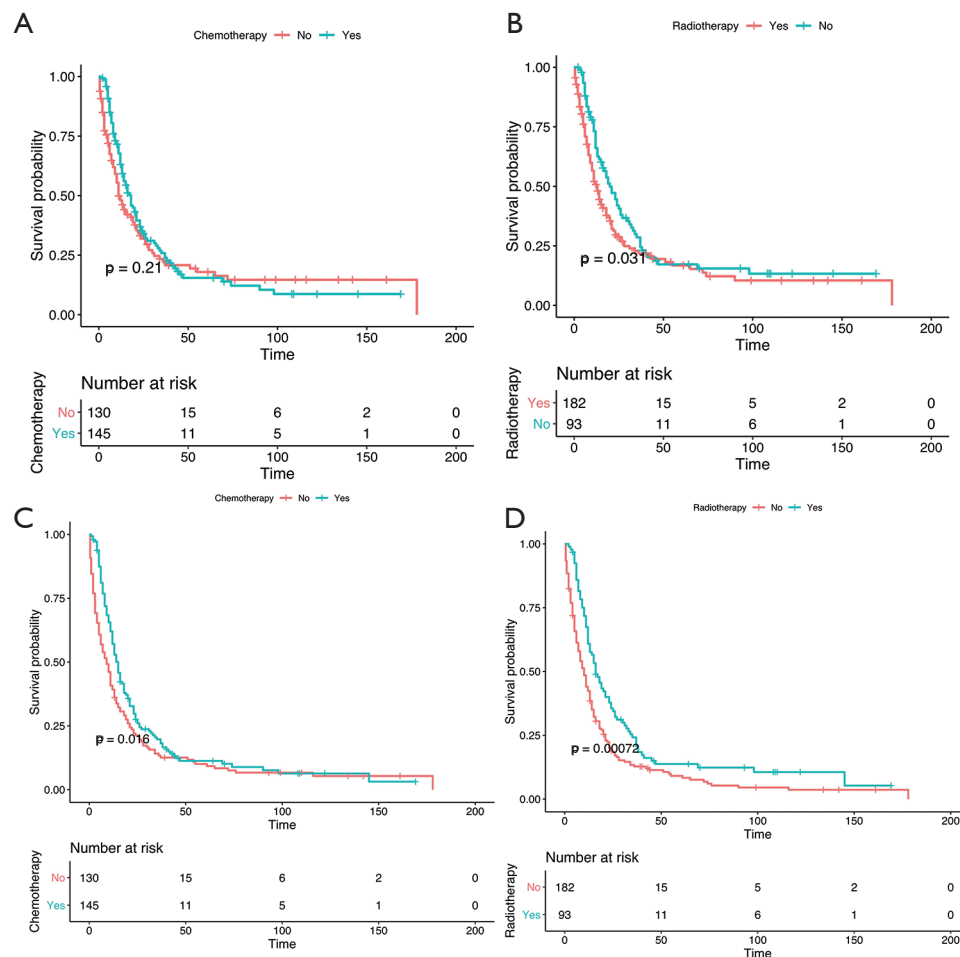 A
Chemotherapy No Yes
Survival probability
1.00
0.75
0.50
0.25
0.00
p = 0.21
0 50 100 150 200
Time
Number at risk
Chemotherapy
No 130 15 6 2 0
Yes 145 11 5 1 0
0 50 100 150 200
Time
B
Radiotherapy Yes No
Survival probability
1.00
0.75
0.50
0.25
0.00
p = 0.031
0 50 100 150 200
Time
Number at risk
Radiotherapy
Yes 182 15 5 2 0
No 93 11 6 1 0
0 50 100 150 200
Time
C
Chemotherapy No Yes
Survival probability
1.00
0.75
0.50
0.25
0.00
p = 0.016
0 50 100 150 200
Time
Number at risk
Chemotherapy
No 130 15 6 2 0
Yes 145 11 5 1 0
0 50 100 150 200
Time
D
Radiotherapy No Yes
Survival probability
1.00
0.75
0.50
0.25
0.00
p = 0.00072
0 50 100 150 200
Time
Number at risk
Radiotherapy
No 182 15 5 2 0
Yes 93 11 6 1 0
0 50 100 150 200
Time